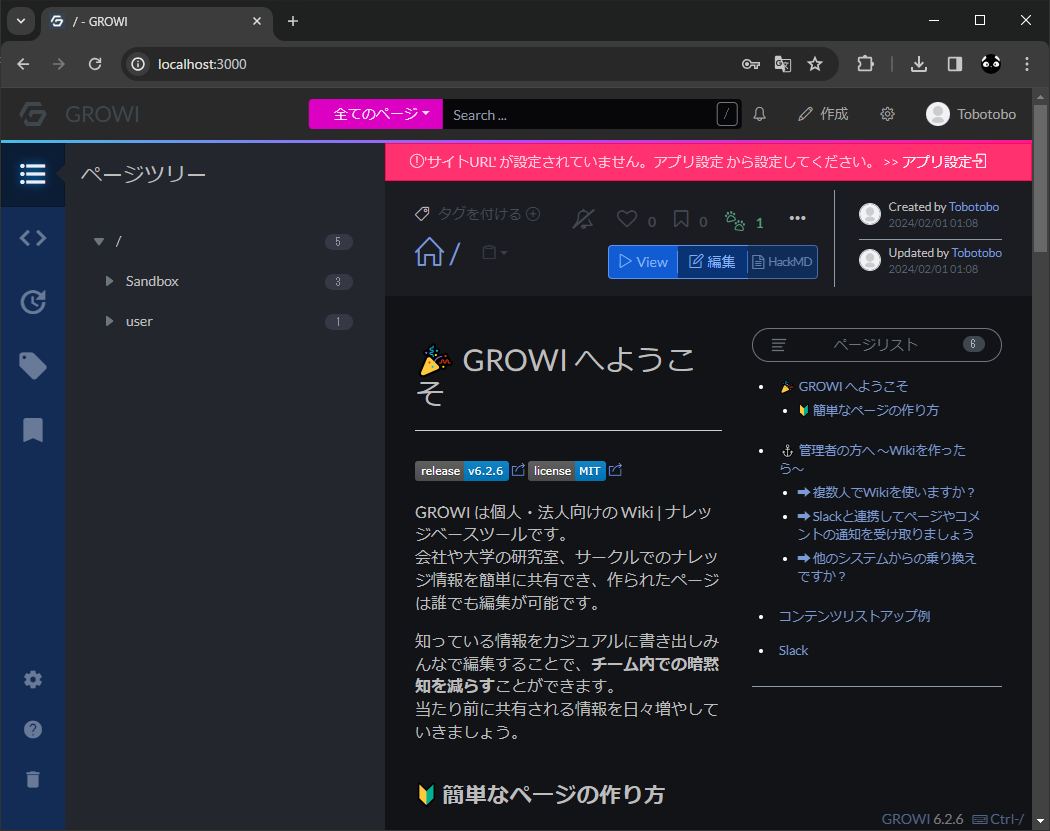 / - GROWI
localhost:3000
GROWI
全てのページ
Search ...
/
作成
Tobotobo
ページツリー
'サイトURL' が設定されていません。アプリ設定 から設定してください。 >> アプリ設定
/ 5
Sandbox 3
user 1
タグを付ける
0
0
1
Created by Tobotobo
2024/02/01 01:08
/
View
編集
HackMD
Updated by Tobotobo
2024/02/01 01:08
🎉 GROWI へようこそ
release v6.2.6
license MIT
GROWI は個人・法人向けの Wiki | ナレッ
ジベースツールです。
会社や大学の研究室、サークルでのナレッ
ジ情報を簡単に共有でき、作られたページ
は誰でも編集が可能です。
知っている情報をカジュアルに書き出しみ
んなで編集することで、チーム内での暗黙
知を減らすことができます。
当たり前に共有される情報を日々増やして
いきましょう。
🔰 簡単なページの作り方
ページリスト 6
🎉 GROWI へようこそ
🔰 簡単なページの作り方
⚓ 管理者の方へ 〜Wikiを作った
ら〜
➡ 複数人でWikiを使いますか？
➡ Slackと連携してページやコメ
ントの通知を受け取りましょう
➡ 他のシステムからの乗り換え
ですか？
コンテンツリストアップ例
Slack
GROWI 6.2.6 Ctrl-/